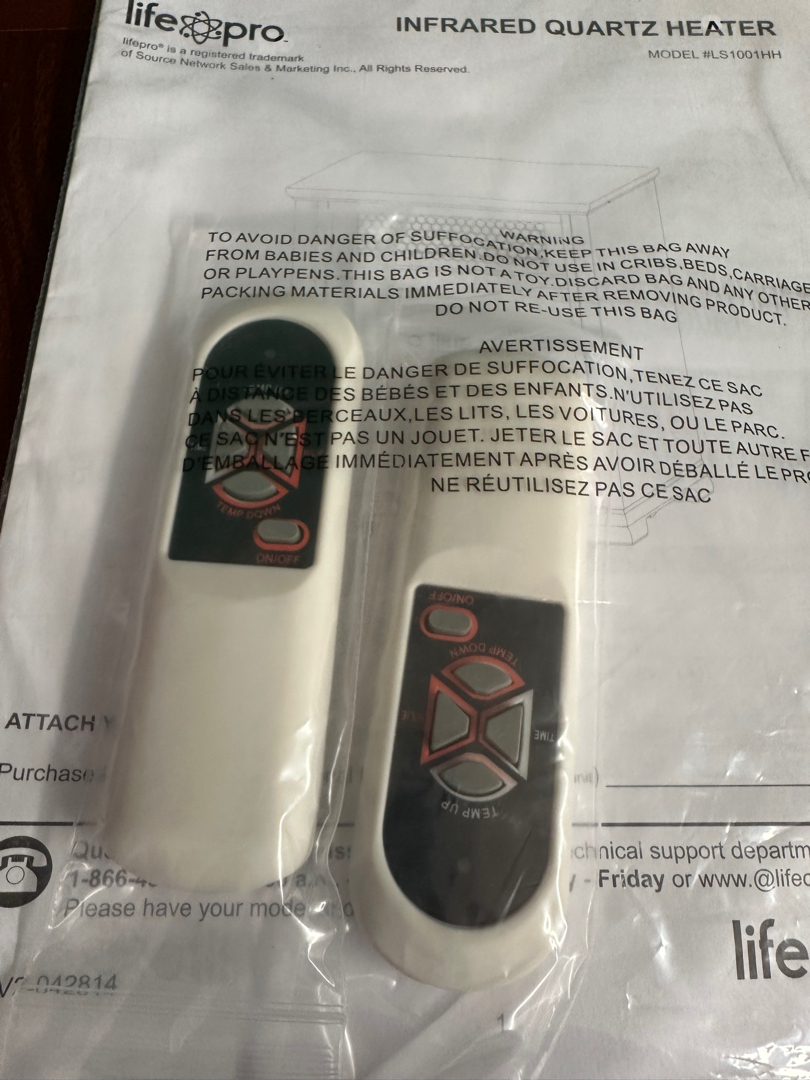 lifepro
INFRARED QUARTZ HEATER
lifepro® is a registered trademark
of Source Network Sales & Marketing Inc., All Rights Reserved.
MODEL #LS1001HH
WARNING
TO AVOID DANGER OF SUFFOCATION,KEEP THIS BAG AWAY
FROM BABIES AND CHILDREN.DO NOT USE IN CRIBS,BEDS,CARRIAGE
OR PLAYPENS.THIS BAG IS NOT A TOY.DISCARD BAG AND ANY OTHER
PACKING MATERIALS IMMEDIATELY AFTER REMOVING PRODUCT.
DO NOT RE-USE THIS BAG
AVERTISSEMENT
POUR ÉVITER LE DANGER DE SUFFOCATION,TENEZ CE SAC
À DISTANCE DES BÉBÉS ET DES ENFANTS.N'UTILISEZ PAS
DANS LES BERCEAUX,LES LITS, LES VOITURES, OU LE PARC.
CE SAC N'EST PAS UN JOUET. JETER LE SAC ET TOUTE AUTRE F
D'EMBALLAGE IMMÉDIATEMENT APRÈS AVOIR DÉBALLÉ LE PRO
NE RÉUTILISEZ PAS CE SAC
TEMP DOWN
ON/OFF
ON/OFF
TEMP DOWN
TIME
TEMP UP
ATTACH Y
Purchase
Que
chnical support departm
1-866-4
- Friday or www.@lifep
Please have your mode
life
042814
1